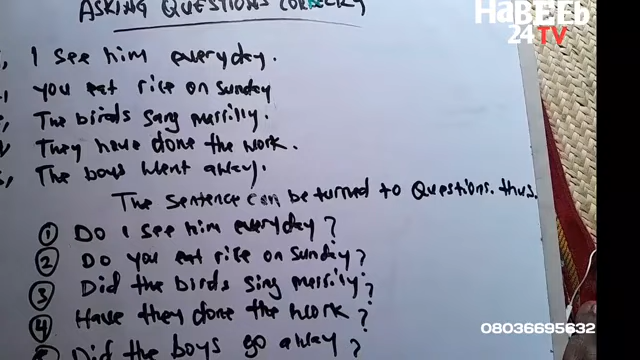 ASKING QUESTIONS CORRECTLY
HaBEEb
24 TV
I see him everyday.
you eat rice on Sunday
The birds sang merrily.
They have done the work.
The boys went away.
The sentence can be turned to Questions. thus.
① Do I see him everyday?
② Do you eat rice on Sunday?
③ Did the birds sing merrily?
④ Have they done the work?
Did the boys go away?
08036695632